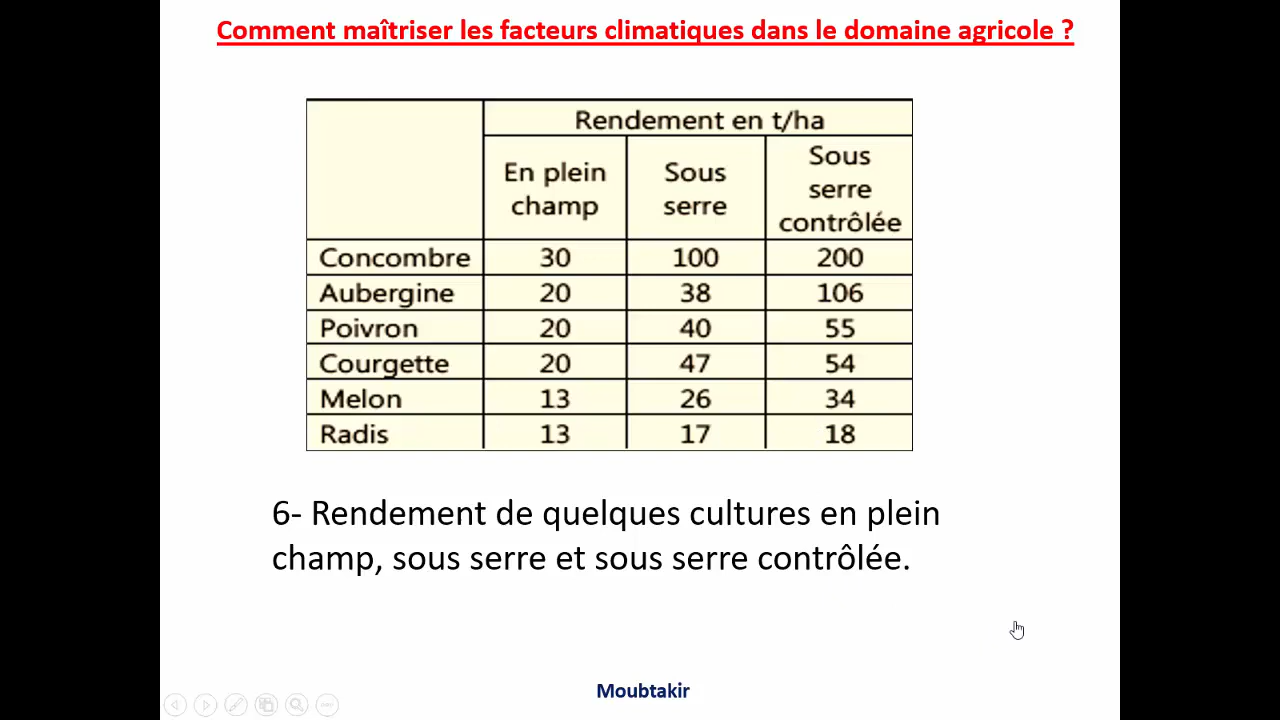 Comment maîtriser les facteurs climatiques dans le domaine agricole ?
Rendement en t/ha
En plein champ | Sous serre | Sous serre contrôlée
Concombre 30 100 200
Aubergine 20 38 106
Poivron 20 40 55
Courgette 20 47 54
Melon 13 26 34
Radis 13 17 18
6- Rendement de quelques cultures en plein
champ, sous serre et sous serre contrôlée.
Moubtakir